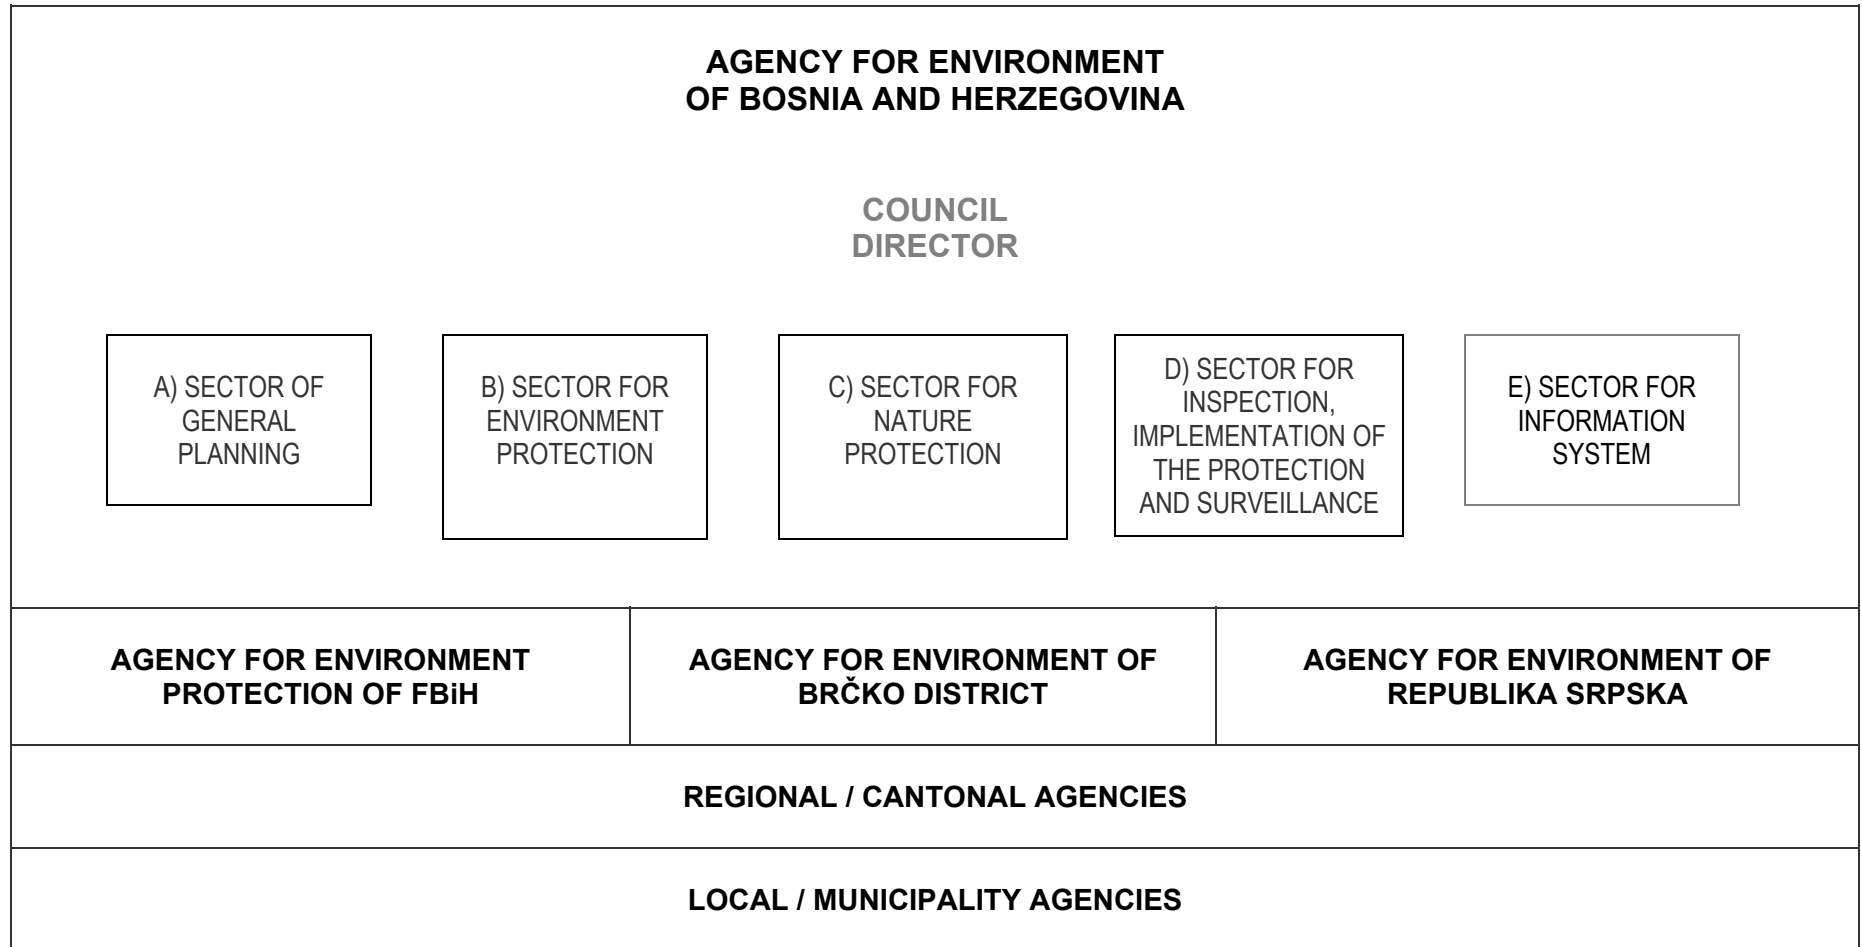 AGENCY FOR ENVIRONMENT
OF BOSNIA AND HERZEGOVINA
COUNCIL
DIRECTOR
A) SECTOR OF
GENERAL
PLANNING
B) SECTOR FOR
ENVIRONMENT
PROTECTION
C) SECTOR FOR
NATURE
PROTECTION
D) SECTOR FOR
INSPECTION,
IMPLEMENTATION OF
THE PROTECTION
AND SURVEILLANCE
E) SECTOR FOR
INFORMATION
SYSTEM
AGENCY FOR ENVIRONMENT
PROTECTION OF FBiH
AGENCY FOR ENVIRONMENT OF
BRČKO DISTRICT
AGENCY FOR ENVIRONMENT OF
REPUBLIKA SRPSKA
REGIONAL / CANTONAL AGENCIES
LOCAL / MUNICIPALITY AGENCIES